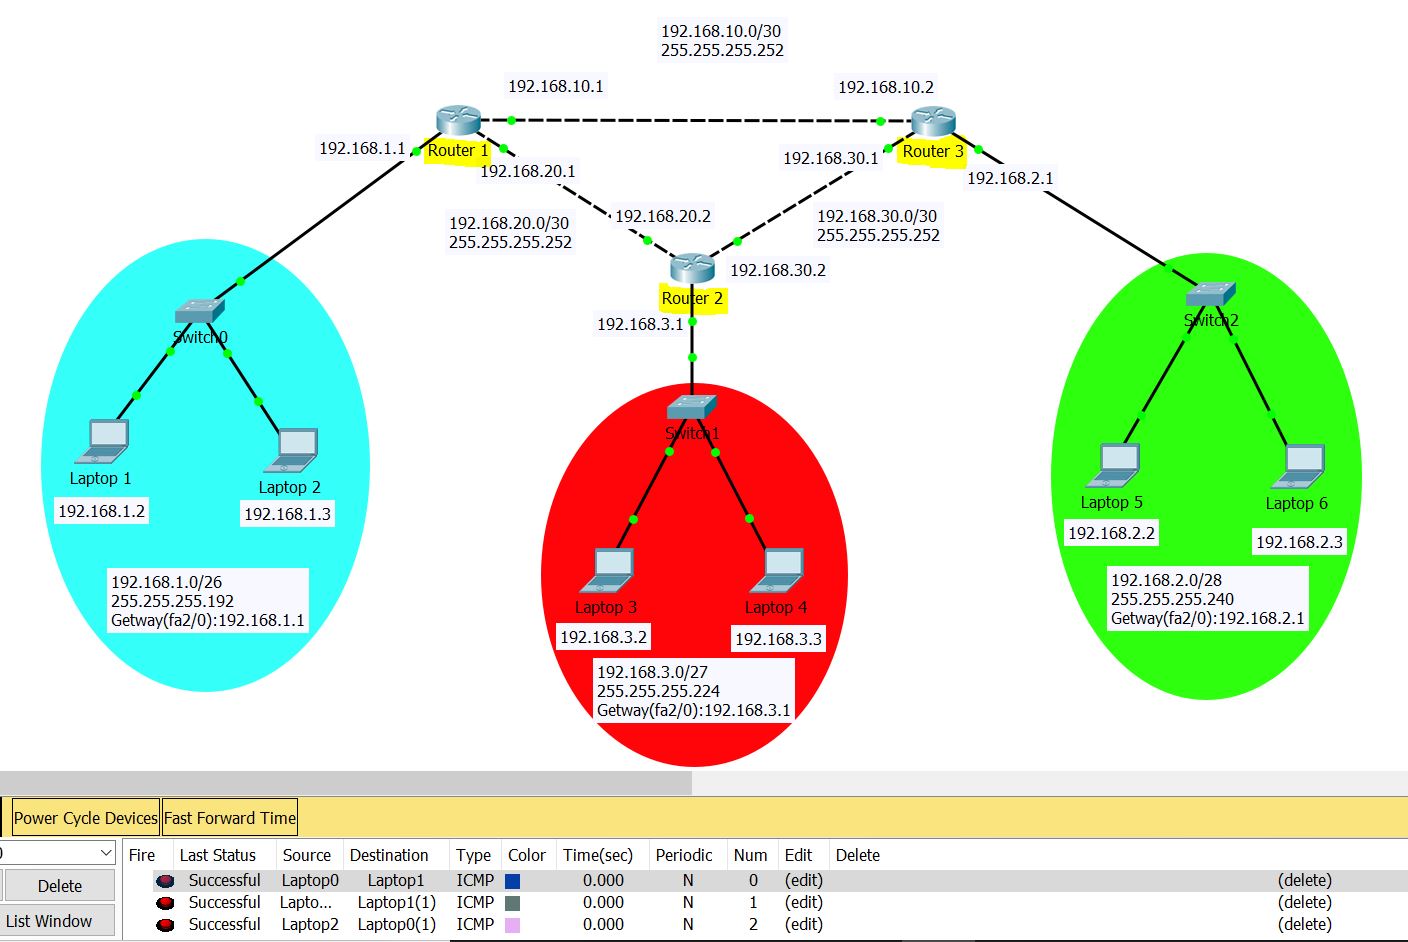 192.168.10.0/30
255.255.255.252
192.168.10.1
192.168.10.2
192.168.1.1
Router 1
192.168.20.1
192.168.30.1
Router 3
192.168.2.1
192.168.20.0/30
255.255.255.252
192.168.20.2
192.168.30.0/30
255.255.255.252
192.168.30.2
Router 2
192.168.3.1
Switch0
Laptop 1
Laptop 2
192.168.1.2
192.168.1.3
192.168.1.0/26
255.255.255.192
Getway(fa2/0):192.168.1.1
Switch1
Laptop 3
Laptop 4
192.168.3.2
192.168.3.3
192.168.3.0/27
255.255.255.224
Getway(fa2/0):192.168.3.1
Switch2
Laptop 5
Laptop 6
192.168.2.2
192.168.2.3
192.168.2.0/28
255.255.255.240
Getway(fa2/0):192.168.2.1
Power Cycle Devices Fast Forward Time
Fire Last Status Source Destination Type Color Time(sec) Periodic Num Edit Delete
Successful Laptop0 Laptop1 ICMP 0.000 N 0 (edit) (delete)
Successful Lapto... Laptop1(1) ICMP 0.000 N 1 (edit) (delete)
Successful Laptop2 Laptop0(1) ICMP 0.000 N 2 (edit) (delete)
Delete
List Window